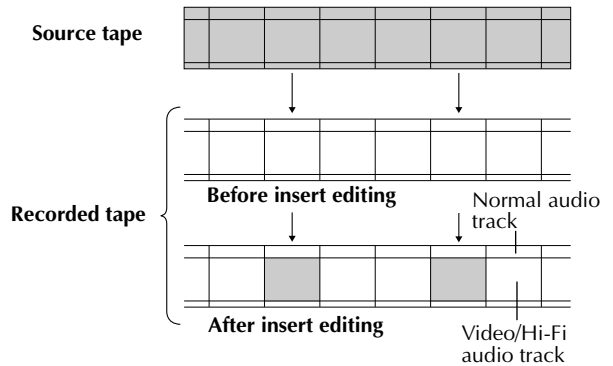 Source tape
Before insert editing
Recorded tape
Normal audio
track
After insert editing
Video/Hi-Fi
audio track